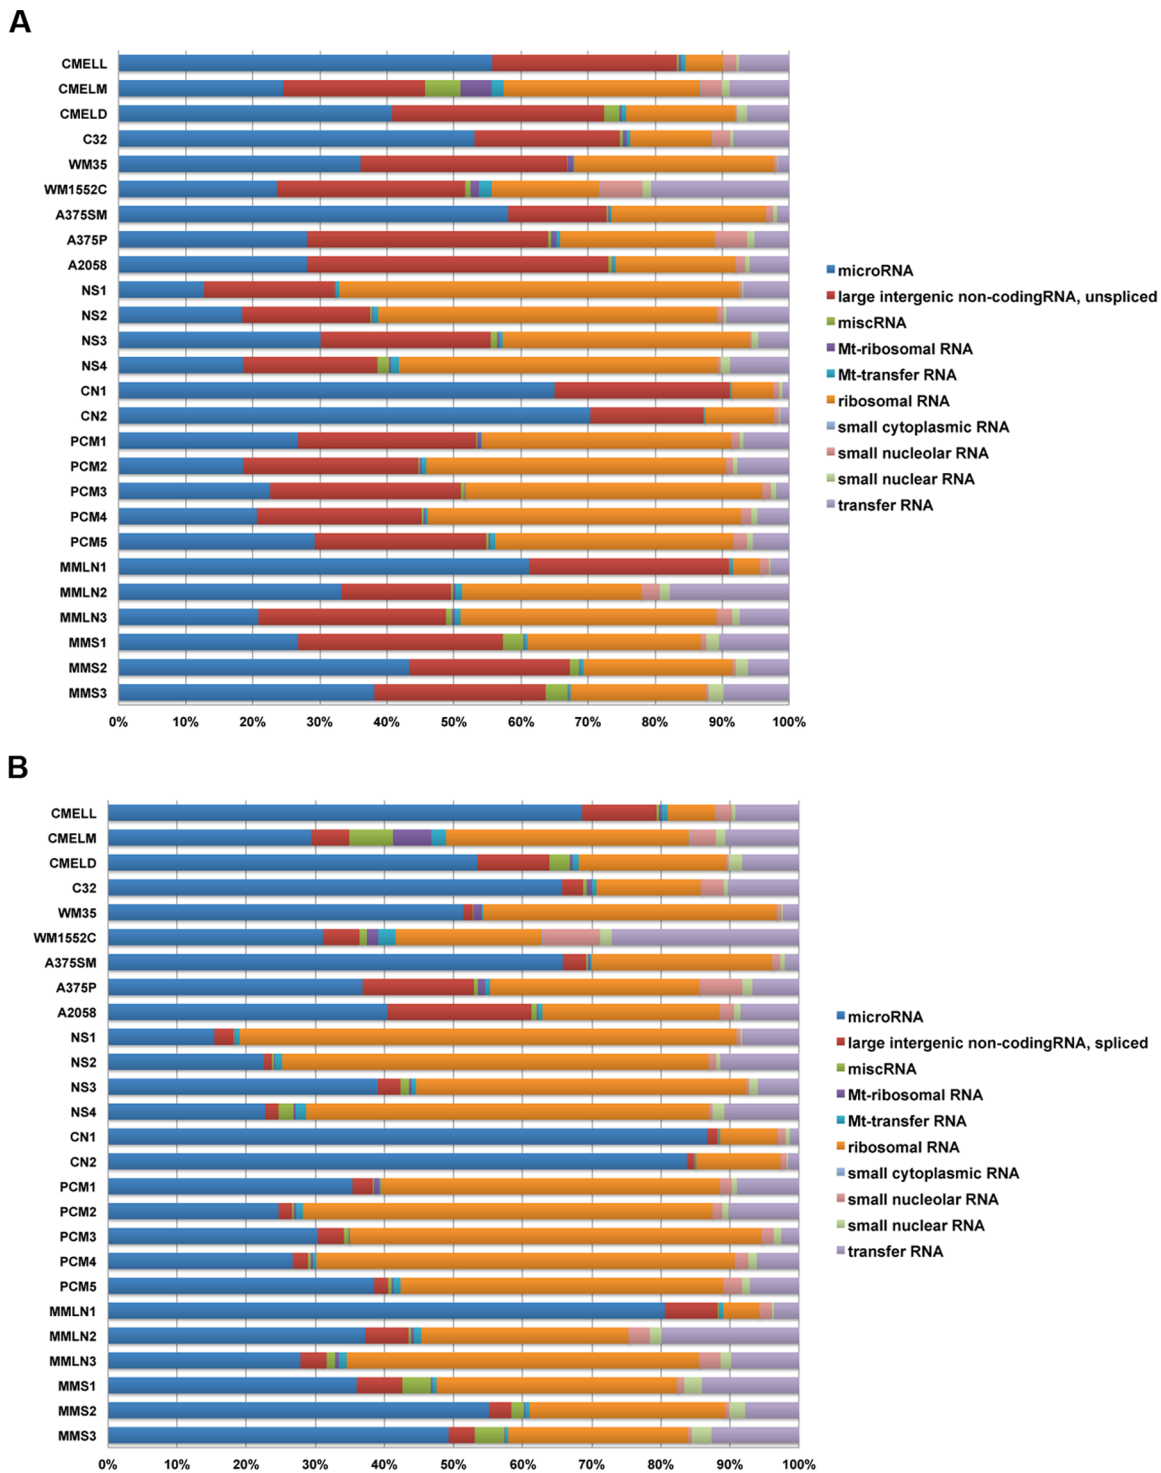 A
CMELL
CMELM
CMELD
C32
WM35
WM1552C
A375SM
A375P
A2058
NS1
NS2
NS3
NS4
CN1
CN2
PCM1
PCM2
PCM3
PCM4
PCM5
MMLN1
MMLN2
MMLN3
MMS1
MMS2
MMS3
0% 10% 20% 30% 40% 50% 60% 70% 80% 90% 100%
microRNA
large intergenic non-codingRNA, unspliced
miscRNA
Mt-ribosomal RNA
Mt-transfer RNA
ribosomal RNA
small cytoplasmic RNA
small nucleolar RNA
small nuclear RNA
transfer RNA
B
CMELL
CMELM
CMELD
C32
WM35
WM1552C
A375SM
A375P
A2058
NS1
NS2
NS3
NS4
CN1
CN2
PCM1
PCM2
PCM3
PCM4
PCM5
MMLN1
MMLN2
MMLN3
MMS1
MMS2
MMS3
0% 10% 20% 30% 40% 50% 60% 70% 80% 90% 100%
microRNA
large intergenic non-codingRNA, spliced
miscRNA
Mt-ribosomal RNA
Mt-transfer RNA
ribosomal RNA
small cytoplasmic RNA
small nucleolar RNA
small nuclear RNA
transfer RNA